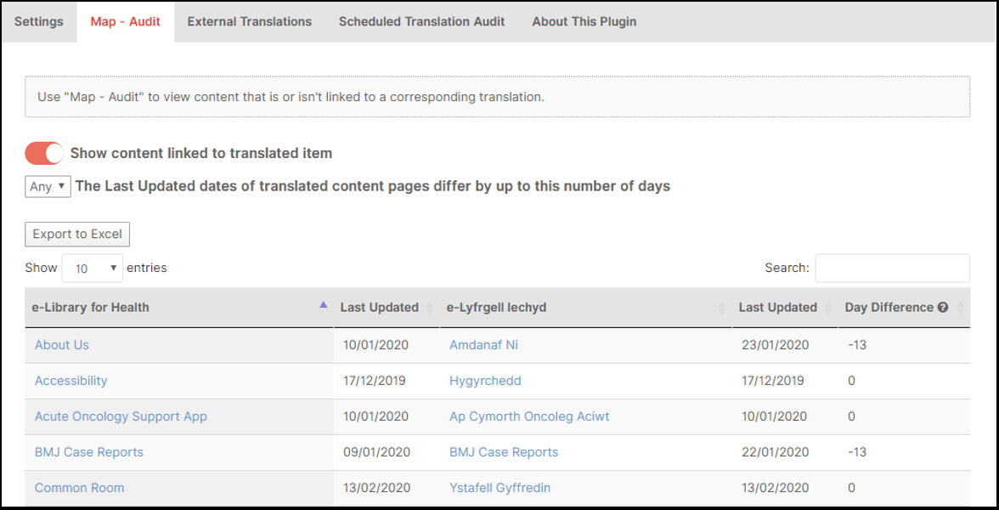 Settings Map - Audit External Translations Scheduled Translation Audit About This Plugin
Use "Map - Audit" to view content that is or isn't linked to a corresponding translation.
Show content linked to translated item
Any The Last Updated dates of translated content pages differ by up to this number of days
Export to Excel
Show 10 entries Search:
e-Library for Health Last Updated e-Lyfrgell Iechyd Last Updated Day Difference ?
About Us 10/01/2020 Amdanaf Ni 23/01/2020 -13
Accessibility 17/12/2019 Hygyrchedd 17/12/2019 0
Acute Oncology Support App 10/01/2020 Ap Cymorth Oncoleg Acíwt 10/01/2020 0
BMJ Case Reports 09/01/2020 BMJ Case Reports 22/01/2020 -13
Common Room 13/02/2020 Ystafell Gyffredin 13/02/2020 0